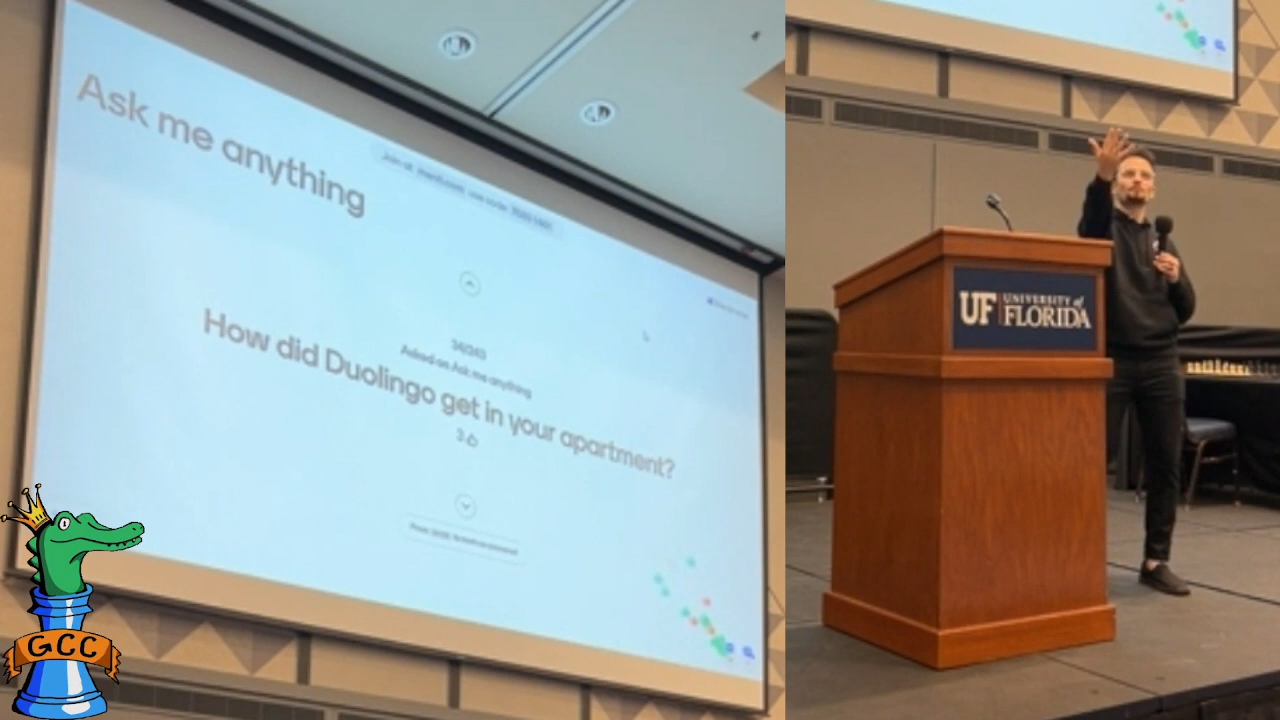 Ask me anything
How did Duolingo get in your apartment?
Asked on Ask me anything
3
UF UNIVERSITY of
FLORIDA
GCC